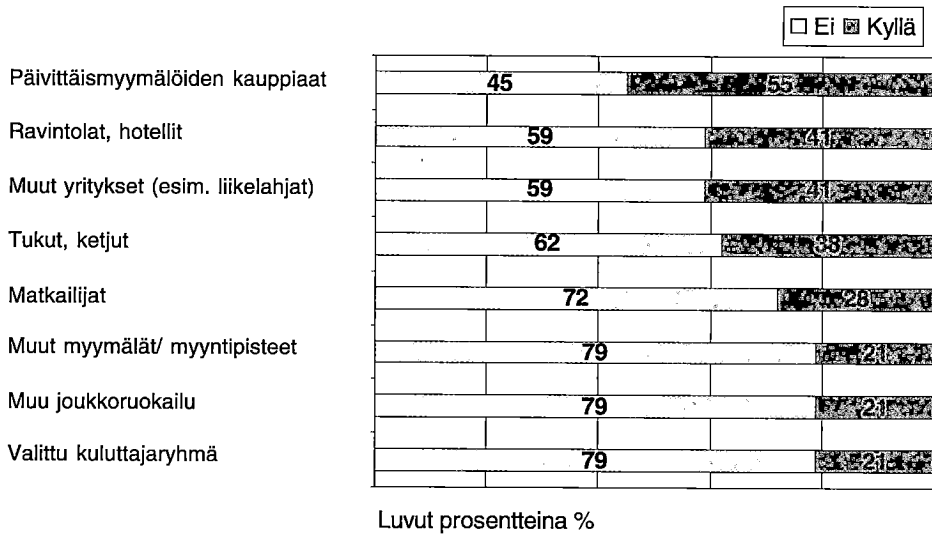 Ei Kyllä
Päivittäismyymälöiden kauppiaat 45 55
Ravintolat, hotellit 59 41
Muut yritykset (esim. liikelahjat) 59 41
Tukut, ketjut 62 38
Matkailijat 72 28
Muut myymälät/ myyntipisteet 79 21
Muu joukkoruokailu 79 21
Valittu kuluttajaryhmä 79 21
Luvut prosentteina %